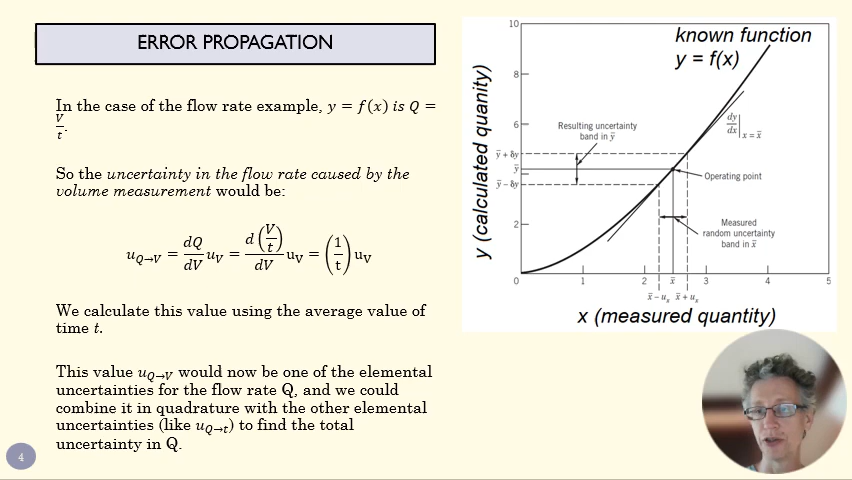 ERROR PROPAGATION
In the case of the flow rate example, y = f(x) is Q =
V/t.
So the uncertainty in the flow rate caused by the
volume measurement would be:
u_{Q→V} = dQ/dV u_V = d(V/t)/dV u_V = (1/t) u_V
We calculate this value using the average value of
time t.
This value u_{Q→V} would now be one of the elemental
uncertainties for the flow rate Q, and we could
combine it in quadrature with the other elemental
uncertainties (like u_{Q→t}) to find the total
uncertainty in Q.
4
known function
y = f(x)
y (calculated quantity)
10
8
6
4
2
0
Resulting uncertainty
band in ȳ
dy/dx |x = x̄
ȳ + δy
ȳ
ȳ − δy
Operating point
Measured
random uncertainty
band in x̄
0 1 2 x̄ 3 4 5
x̄ − u_x x̄ + u_x
x (measured quantity)